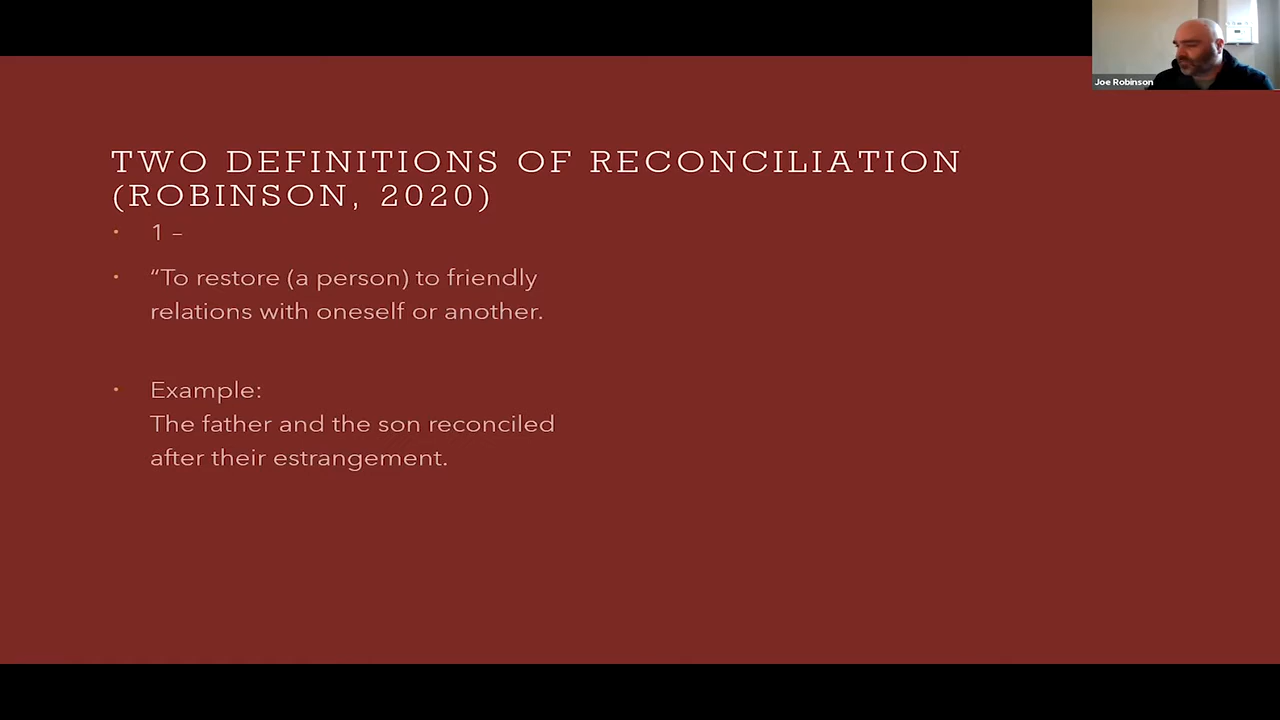 Joe Robinson
TWO DEFINITIONS OF RECONCILIATION
(ROBINSON, 2020)
• 1 –
• “To restore (a person) to friendly
relations with oneself or another.
• Example:
The father and the son reconciled
after their estrangement.